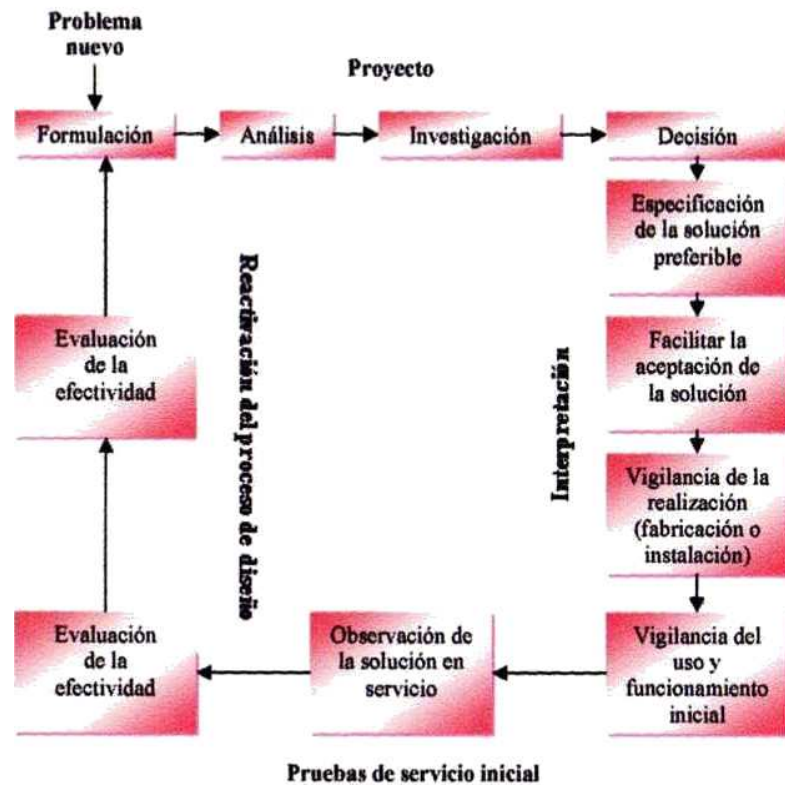 Problema
nuevo
Proyecto
Formulación
Análisis
Investigación
Decisión
Especificación
de la solución
preferible
Facilitar la
aceptación de
la solución
Vigilancia de la
realización
(fabricación o
instalación)
Vigilancia del
uso y
funcionamiento
inicial
Interpretación
Observación de
la solución en
servicio
Pruebas de servicio inicial
Evaluación
de la
efectividad
Evaluación
de la
efectividad
Reactivación del proceso de diseño